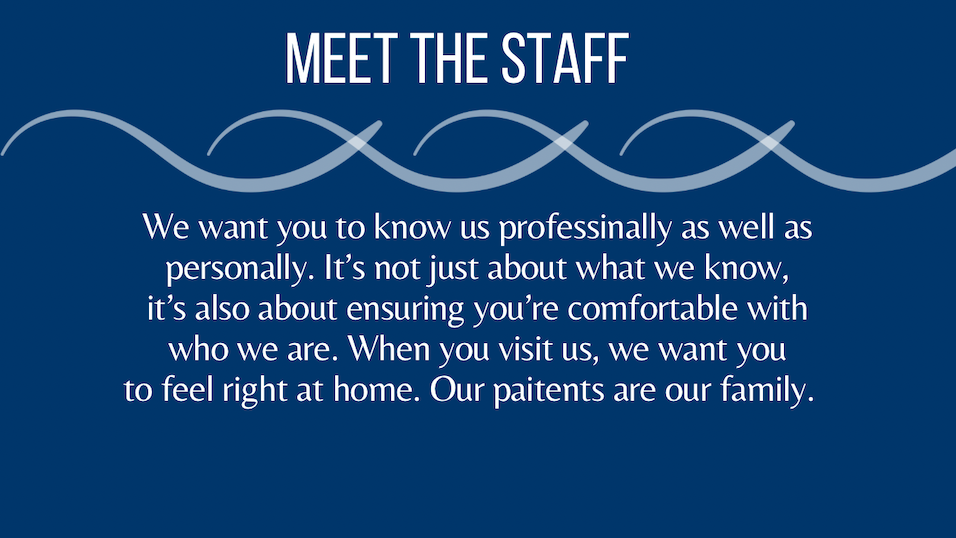 MEET THE STAFF
We want you to know us professinally as well as
personally. It’s not just about what we know,
it’s also about ensuring you’re comfortable with
who we are. When you visit us, we want you
to feel right at home. Our paitents are our family.